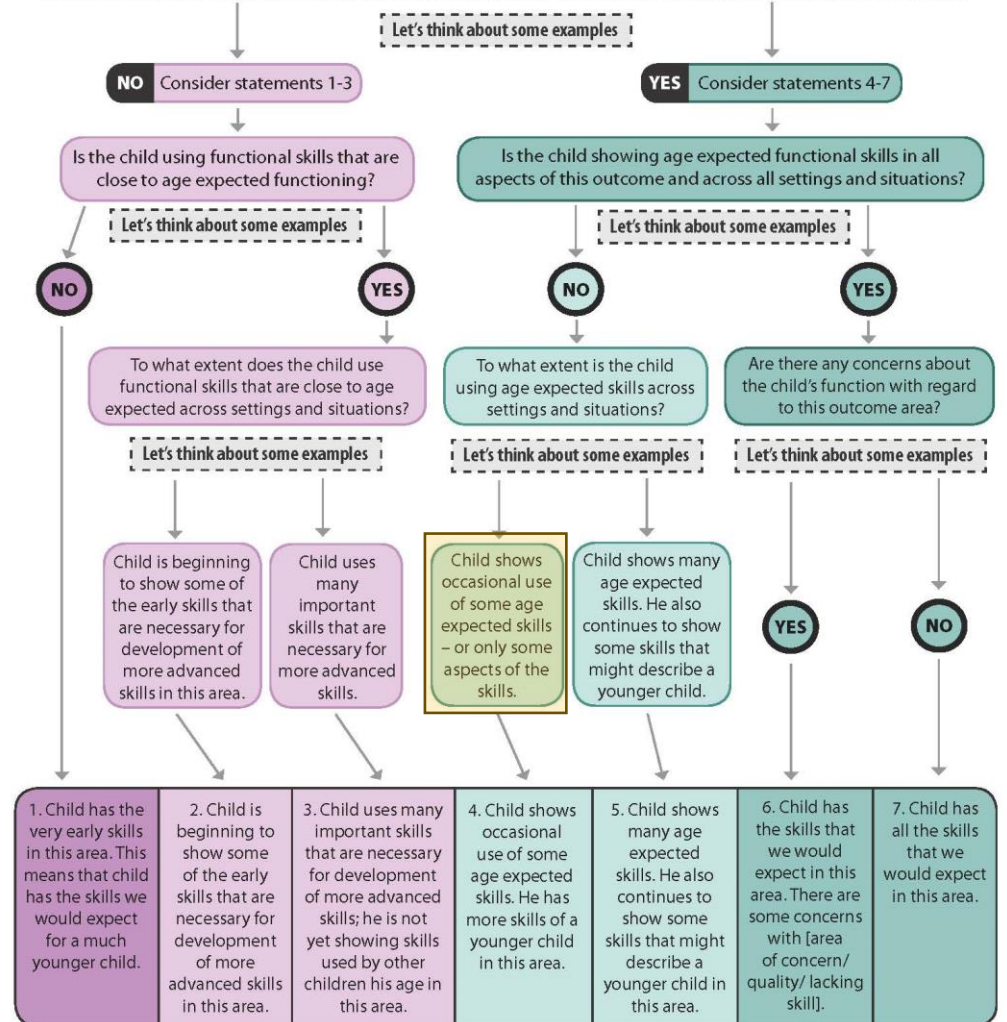 Let's think about some examples
NO Consider statements 1-3
YES Consider statements 4-7
Is the child using functional skills that are
close to age expected functioning?
Is the child showing age expected functional skills in all
aspects of this outcome and across all settings and situations?
Let's think about some examples
Let's think about some examples
NO
YES
NO
YES
To what extent does the child use
functional skills that are close to age
expected across settings and situations?
To what extent is the child
using age expected skills across
settings and situations?
Are there any concerns about
the child's function with regard
to this outcome area?
Let's think about some examples
Let's think about some examples
Let's think about some examples
Child is beginning
to show some of
the early skills that
are necessary for
development of
more advanced
skills in this area.
Child uses
many
important
skills that are
necessary for
more advanced
skills.
Child shows
occasional use
of some age
expected skills
– or only some
aspects of the
skills.
Child shows many
age expected
skills. He also
continues to show
some skills that
might describe a
younger child.
YES
NO
1. Child has the
very early skills
in this area. This
means that child
has the skills we
would expect
for a much
younger child.
2. Child is
beginning to
show some
of the early
skills that are
necessary for
development
of more
advanced skills
in this area.
3. Child uses many
important skills
that are necessary
for development
of more advanced
skills; he is not
yet showing skills
used by other
children his age in
this area.
4. Child shows
occasional
use of some
age expected
skills. He has
more skills of a
younger child
in this area.
5. Child shows
many age
expected
skills. He also
continues to
show some
skills that might
describe a
younger child in
this area.
6. Child has
the skills that
we would
expect in this
area. There are
some concerns
with [area
of concern/
quality/ lacking
skill].
7. Child has
all the skills
that we
would expect
in this area.